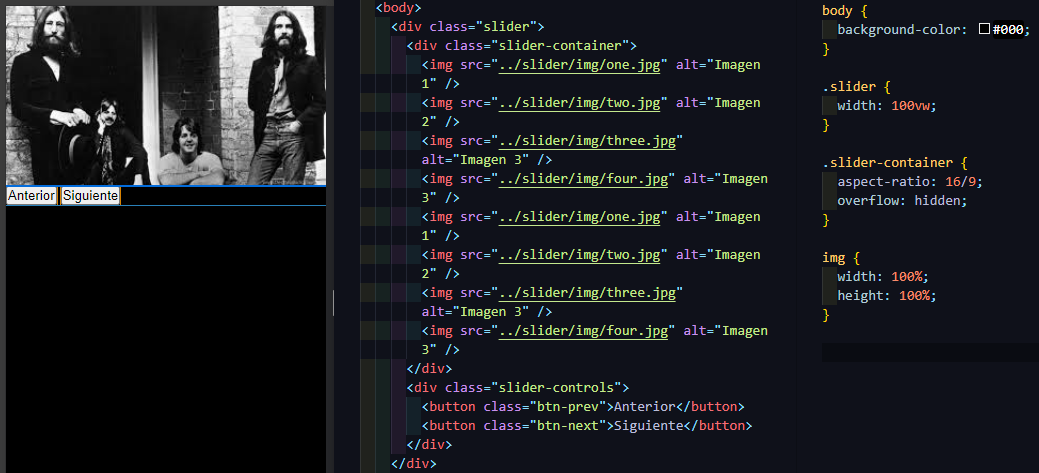 Anterior Siguiente
<body>
<div class="slider">
<div class="slider-container">
<img src="../slider/img/one.jpg" alt="Imagen
1" />
<img src="../slider/img/two.jpg" alt="Imagen
2" />
<img src="../slider/img/three.jpg"
alt="Imagen 3" />
<img src="../slider/img/four.jpg" alt="Imagen
3" />
<img src="../slider/img/one.jpg" alt="Imagen
1" />
<img src="../slider/img/two.jpg" alt="Imagen
2" />
<img src="../slider/img/three.jpg"
alt="Imagen 3" />
<img src="../slider/img/four.jpg" alt="Imagen
3" />
</div>
<div class="slider-controls">
<button class="btn-prev">Anterior</button>
<button class="btn-next">Siguiente</button>
</div>
</div>
body {
background-color: #000;
}
.slider {
width: 100vw;
}
.slider-container {
aspect-ratio: 16/9;
overflow: hidden;
}
img {
width: 100%;
height: 100%;
}